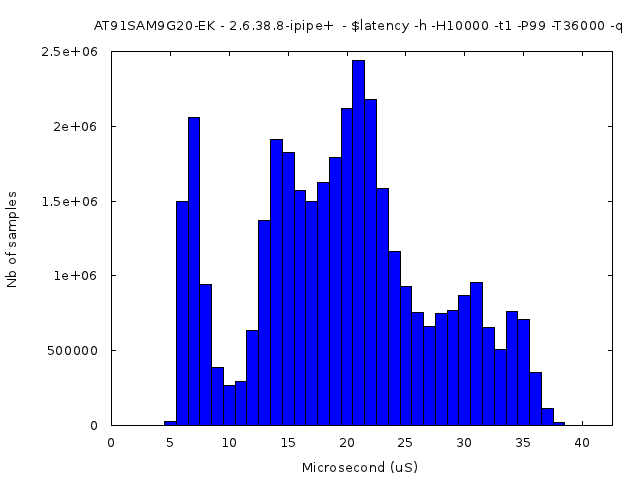 AT91SAM9G20-EK - 2.6.38.8-ipipe+ - $latency -h -H10000 -t1 -P99 -T36000 -q
2.5e+06
2e+06
1.5e+06
1e+06
500000
0
Nb of samples
0 5 10 15 20 25 30 35 40
Microsecond (uS)